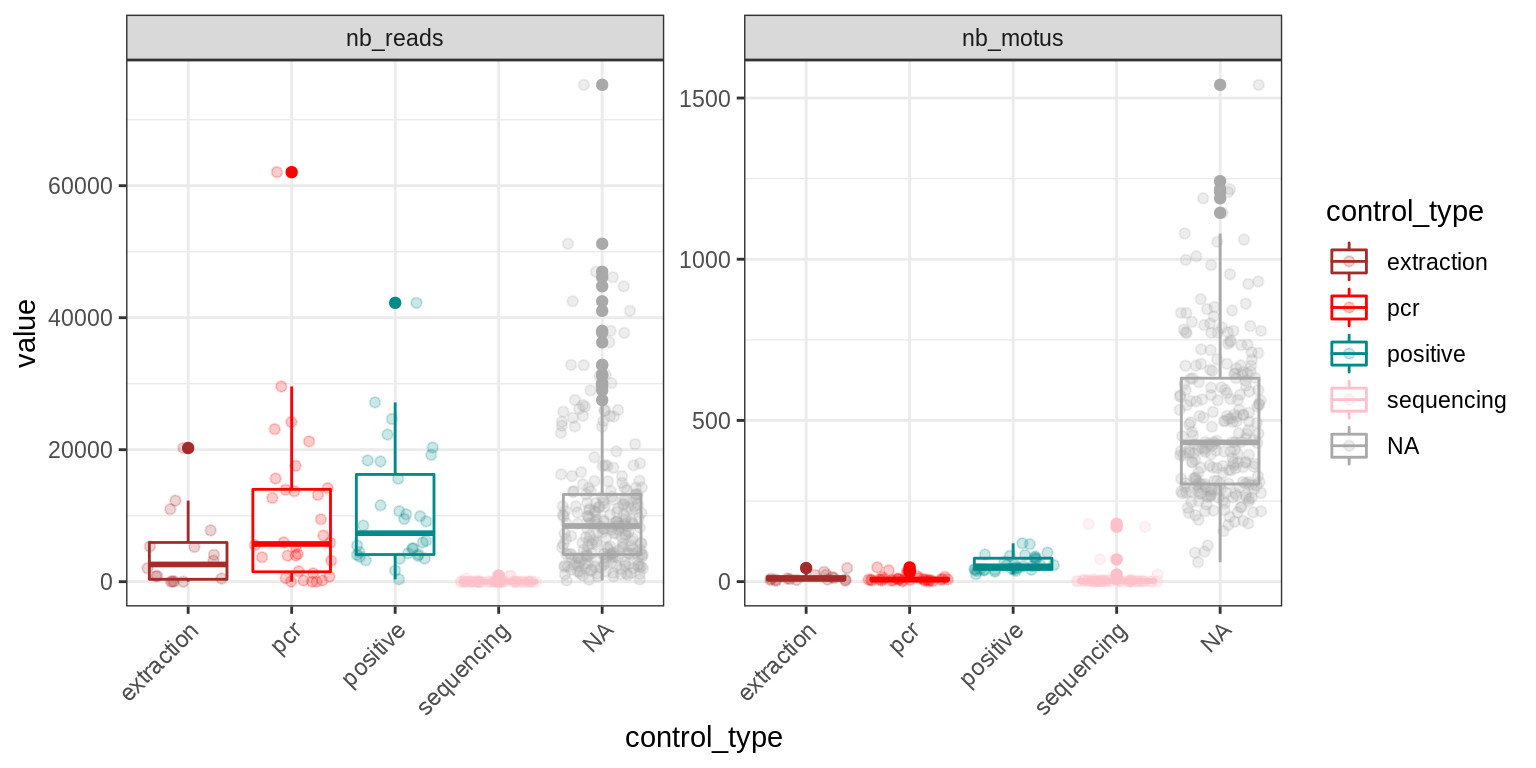 nb_reads
nb_motus
value
60000
40000
20000
0
1500
1000
500
0
extraction
pcr
positive
sequencing
NA
extraction
pcr
positive
sequencing
NA
control_type
control_type
extraction
pcr
positive
sequencing
NA